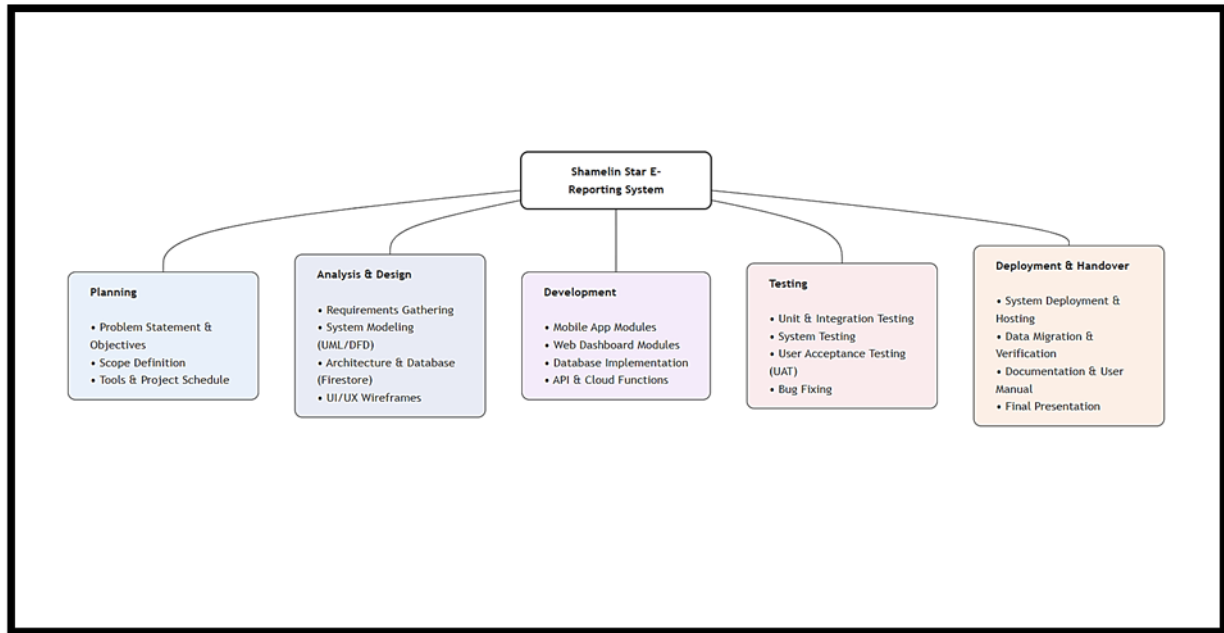 Shamelin Star E-
Reporting System
Planning
• Problem Statement &
Objectives
• Scope Definition
• Tools & Project Schedule
Analysis & Design
• Requirements Gathering
• System Modeling
(UML/DFD)
• Architecture & Database
(Firestore)
• UI/UX Wireframes
Development
• Mobile App Modules
• Web Dashboard Modules
• Database Implementation
• API & Cloud Functions
Testing
• Unit & Integration Testing
• System Testing
• User Acceptance Testing
(UAT)
• Bug Fixing
Deployment & Handover
• System Deployment &
Hosting
• Data Migration &
Verification
• Documentation & User
Manual
• Final Presentation